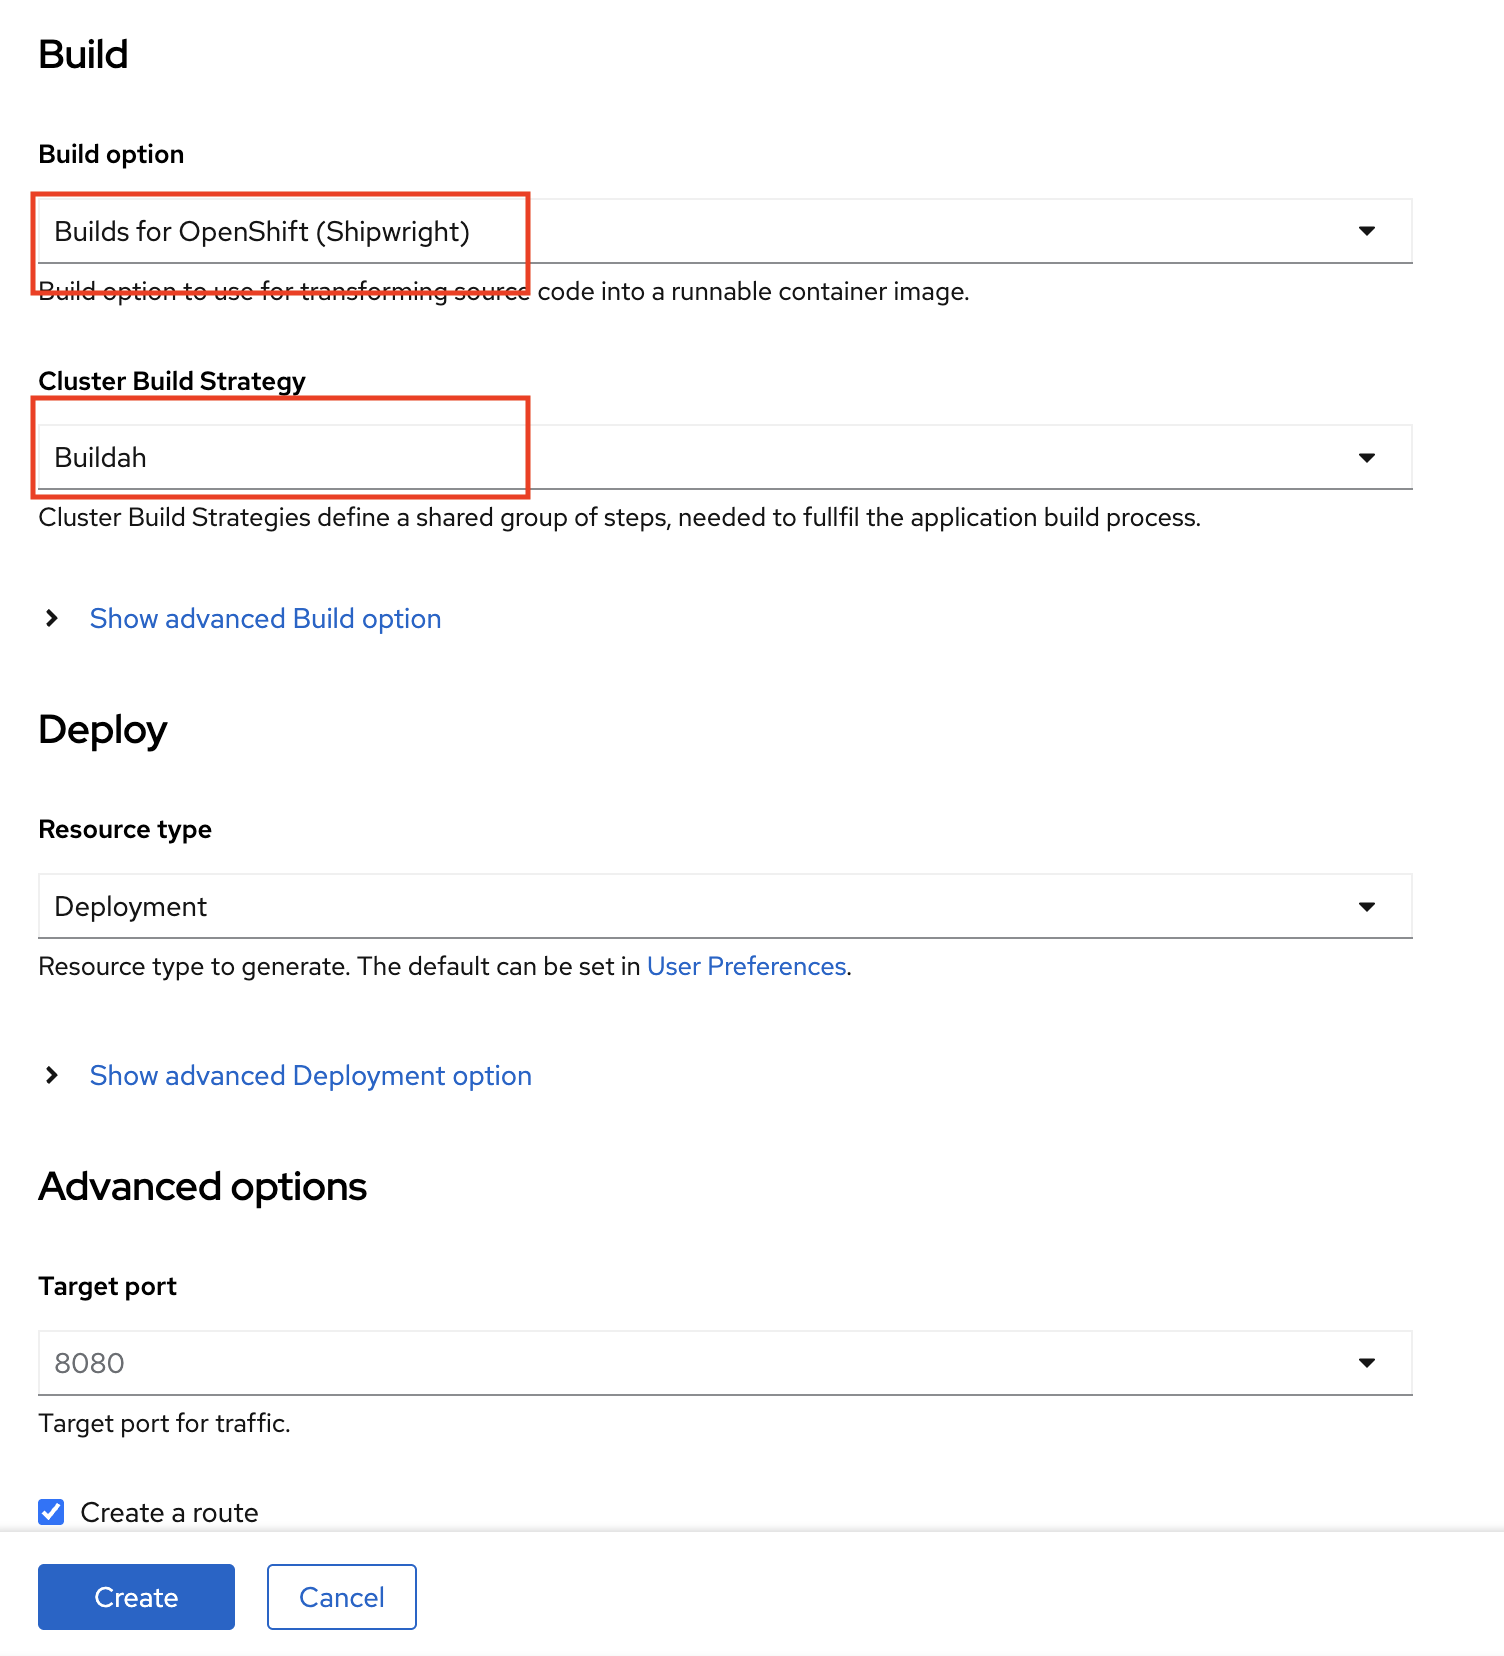 Build
Build option
Builds for OpenShift (Shipwright)
Build option to use for transforming source code into a runnable container image.
Cluster Build Strategy
Buildah
Cluster Build Strategies define a shared group of steps, needed to fullfil the application build process.
Show advanced Build option
Deploy
Resource type
Deployment
Resource type to generate. The default can be set in User Preferences.
Show advanced Deployment option
Advanced options
Target port
8080
Target port for traffic.
Create a route
Create Cancel